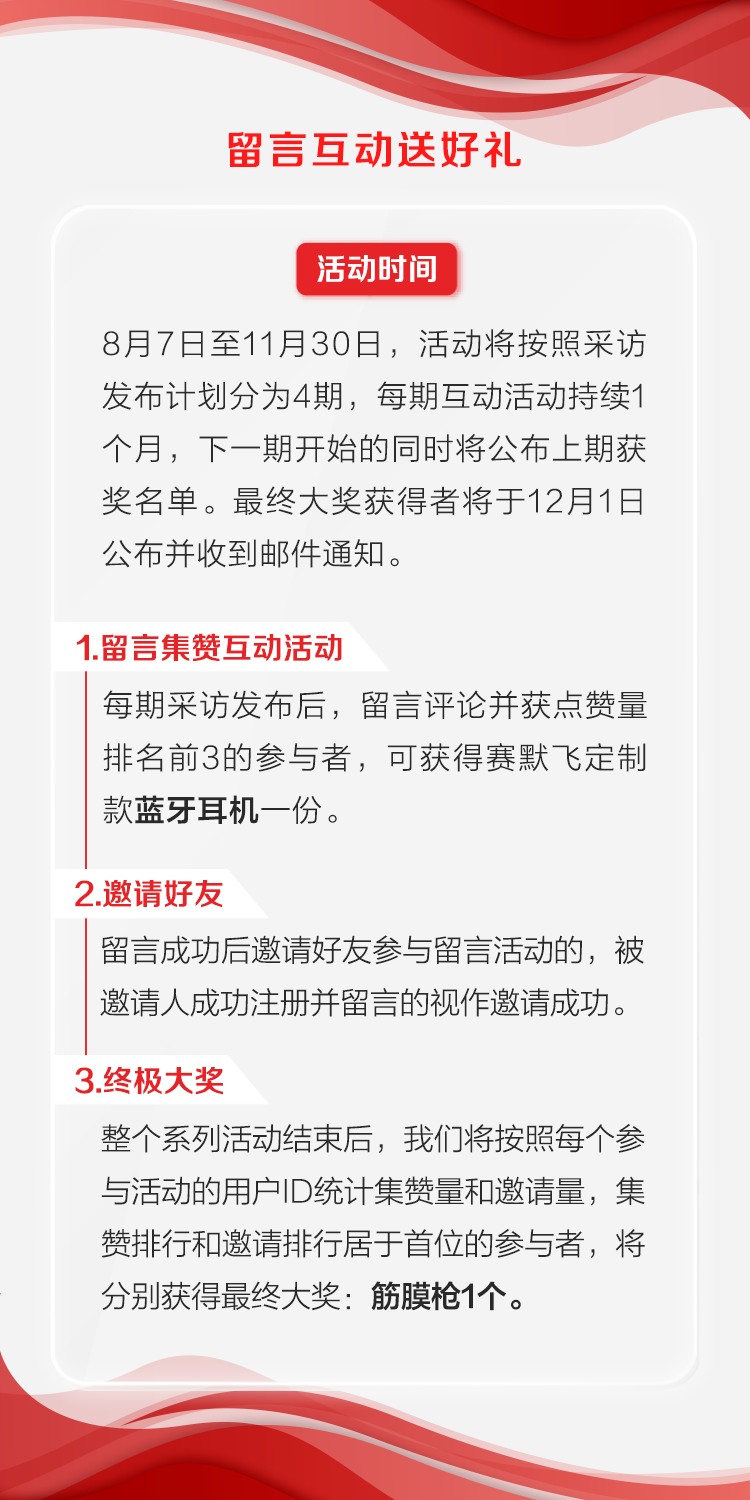 留言互动送好礼
活动时间
8月7日至11月30日，活动将按照采访
发布计划分为4期，每期互动活动持续1
个月，下一期开始的同时将公布上期获
奖名单。最终大奖获得者将于12月1日
公布并收到邮件通知。
1.留言集赞互动活动
每期采访发布后，留言评论并获点赞量
排名前3的参与者，可获得赛默飞定制
款蓝牙耳机一份。
2.邀请好友
留言成功后邀请好友参与留言活动的，被
邀请人成功注册并留言的视作邀请成功。
3.终极大奖
整个系列活动结束后，我们将按照每个参
与活动的用户ID统计集赞量和邀请量，集
赞排行和邀请排行居于首位的参与者，将
分别获得最终大奖：筋膜枪1个。